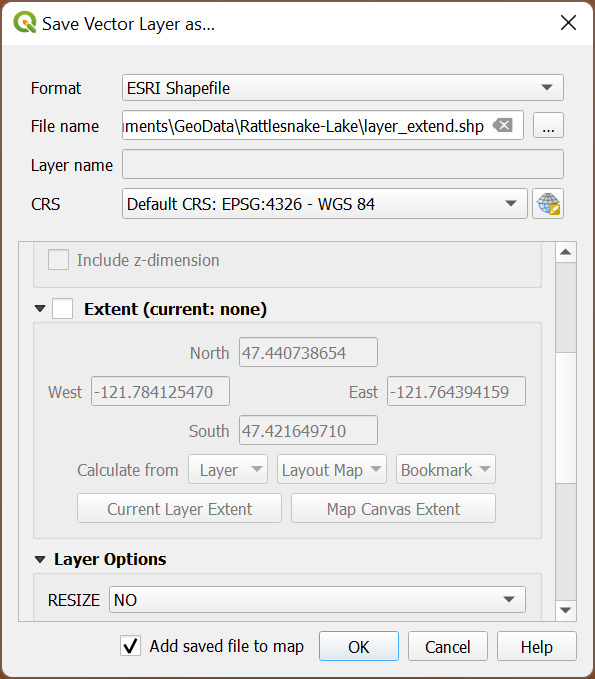 Save Vector Layer as...
Format ESRI Shapefile
File name uments\GeoData\Rattlesnake-Lake\layer_extend.shp ...
Layer name
CRS Default CRS: EPSG:4326 - WGS 84
Include z-dimension
Extent (current: none)
North 47.440738654
West -121.784125470 East -121.764394159
South 47.421649710
Calculate from Layer Layout Map Bookmark
Current Layer Extent Map Canvas Extent
Layer Options
RESIZE NO
Add saved file to map OK Cancel Help